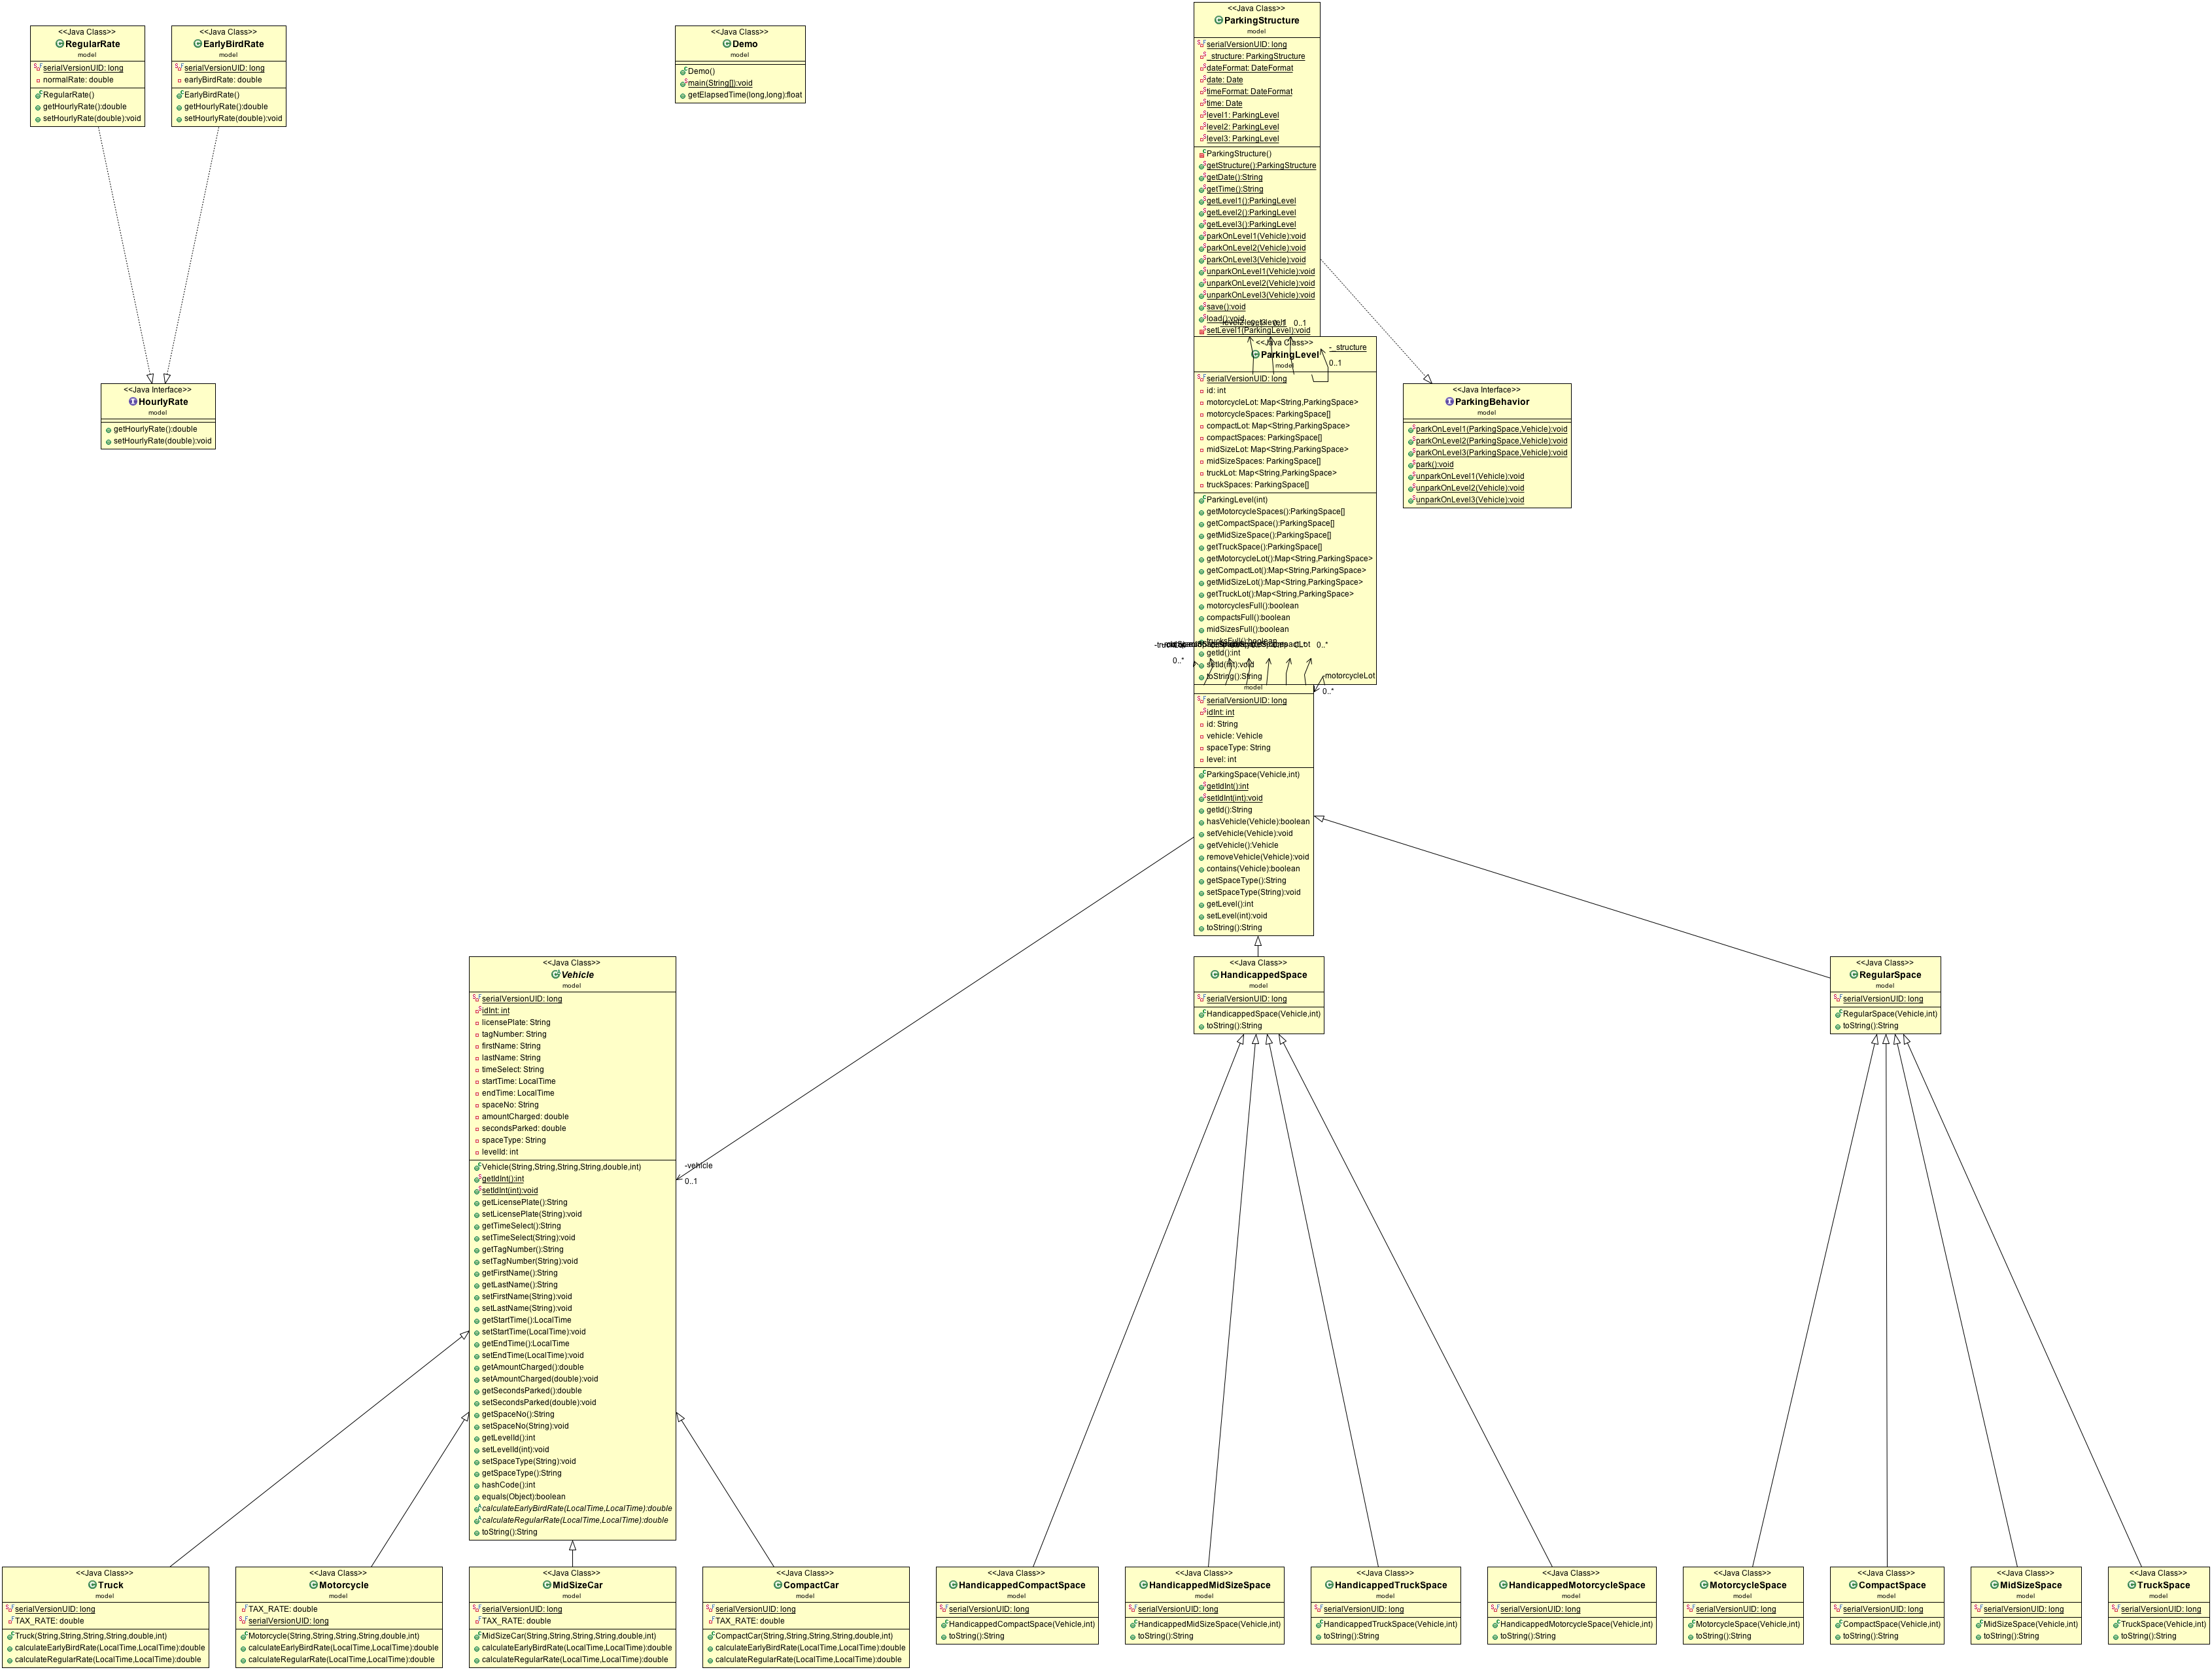 <<Java Class>>
RegularRate
model
serialVersionUID: long
normalRate: double
RegularRate()
getHourlyRate():double
setHourlyRate(double):void
<<Java Class>>
EarlyBirdRate
model
serialVersionUID: long
earlyBirdRate: double
EarlyBirdRate()
getHourlyRate():double
setHourlyRate(double):void
<<Java Class>>
Demo
model
Demo()
main(String[]):void
getElapsedTime(long,long):float
<<Java Class>>
ParkingStructure
model
serialVersionUID: long
_structure: ParkingStructure
dateFormat: DateFormat
date: Date
timeFormat: DateFormat
time: Date
level1: ParkingLevel
level2: ParkingLevel
level3: ParkingLevel
ParkingStructure()
getStructure():ParkingStructure
getDate():String
getTime():String
getLevel1():ParkingLevel
getLevel2():ParkingLevel
getLevel3():ParkingLevel
parkOnLevel1(Vehicle):void
parkOnLevel2(Vehicle):void
parkOnLevel3(Vehicle):void
unparkOnLevel1(Vehicle):void
unparkOnLevel2(Vehicle):void
unparkOnLevel3(Vehicle):void
save():void
load():void
0..1
setLevel1(ParkingLevel):void
<<Java Class>>
ParkingLevel
model
-_structure
0..1
serialVersionUID: long
id: int
motorcycleLot: Map<String,ParkingSpace>
motorcycleSpaces: ParkingSpace[]
compactLot: Map<String,ParkingSpace>
compactSpaces: ParkingSpace[]
midSizeLot: Map<String,ParkingSpace>
midSizeSpaces: ParkingSpace[]
truckLot: Map<String,ParkingSpace>
truckSpaces: ParkingSpace[]
ParkingLevel(int)
getMotorcycleSpaces():ParkingSpace[]
getCompactSpace():ParkingSpace[]
getMidSizeSpace():ParkingSpace[]
getTruckSpace():ParkingSpace[]
getMotorcycleLot():Map<String,ParkingSpace>
getCompactLot():Map<String,ParkingSpace>
getMidSizeLot():Map<String,ParkingSpace>
getTruckLot():Map<String,ParkingSpace>
motorcyclesFull():boolean
compactsFull():boolean
midSizesFull():boolean
trucksFull():boolean
0..*
getId():int
0..*
setId(int):void
toString():String
-motorcycleLot
0..*
<<Java Interface>>
HourlyRate
model
getHourlyRate():double
setHourlyRate(double):void
<<Java Interface>>
ParkingBehavior
model
parkOnLevel1(ParkingSpace,Vehicle):void
parkOnLevel2(ParkingSpace,Vehicle):void
parkOnLevel3(ParkingSpace,Vehicle):void
park():void
unparkOnLevel1(Vehicle):void
unparkOnLevel2(Vehicle):void
unparkOnLevel3(Vehicle):void
model
serialVersionUID: long
idInt: int
id: String
vehicle: Vehicle
spaceType: String
level: int
ParkingSpace(Vehicle,int)
getIdInt():int
setIdInt(int):void
getId():String
hasVehicle(Vehicle):boolean
setVehicle(Vehicle):void
getVehicle():Vehicle
removeVehicle(Vehicle):void
contains(Vehicle):boolean
getSpaceType():String
setSpaceType(String):void
getLevel():int
setLevel(int):void
toString():String
<<Java Class>>
Vehicle
model
serialVersionUID: long
idInt: int
licensePlate: String
tagNumber: String
firstName: String
lastName: String
timeSelect: String
startTime: LocalTime
endTime: LocalTime
spaceNo: String
amountCharged: double
secondsParked: double
spaceType: String
levelId: int
Vehicle(String,String,String,String,double,int)
getIdInt():int
setIdInt(int):void
getLicensePlate():String
setLicensePlate(String):void
getTimeSelect():String
setTimeSelect(String):void
getTagNumber():String
setTagNumber(String):void
getFirstName():String
getLastName():String
setFirstName(String):void
setLastName(String):void
getStartTime():LocalTime
setStartTime(LocalTime):void
getEndTime():LocalTime
setEndTime(LocalTime):void
getAmountCharged():double
setAmountCharged(double):void
getSecondsParked():double
setSecondsParked(double):void
getSpaceNo():String
setSpaceNo(String):void
getLevelId():int
setLevelId(int):void
setSpaceType(String):void
getSpaceType():String
hashCode():int
equals(Object):boolean
calculateEarlyBirdRate(LocalTime,LocalTime):double
calculateRegularRate(LocalTime,LocalTime):double
toString():String
-vehicle
0..1
<<Java Class>>
HandicappedSpace
model
serialVersionUID: long
HandicappedSpace(Vehicle,int)
toString():String
<<Java Class>>
RegularSpace
model
serialVersionUID: long
RegularSpace(Vehicle,int)
toString():String
<<Java Class>>
Truck
model
serialVersionUID: long
TAX_RATE: double
Truck(String,String,String,String,double,int)
calculateEarlyBirdRate(LocalTime,LocalTime):double
calculateRegularRate(LocalTime,LocalTime):double
<<Java Class>>
Motorcycle
model
TAX_RATE: double
serialVersionUID: long
Motorcycle(String,String,String,String,double,int)
calculateEarlyBirdRate(LocalTime,LocalTime):double
calculateRegularRate(LocalTime,LocalTime):double
<<Java Class>>
MidSizeCar
model
serialVersionUID: long
TAX_RATE: double
MidSizeCar(String,String,String,String,double,int)
calculateEarlyBirdRate(LocalTime,LocalTime):double
calculateRegularRate(LocalTime,LocalTime):double
<<Java Class>>
CompactCar
model
serialVersionUID: long
TAX_RATE: double
CompactCar(String,String,String,String,double,int)
calculateEarlyBirdRate(LocalTime,LocalTime):double
calculateRegularRate(LocalTime,LocalTime):double
<<Java Class>>
HandicappedCompactSpace
model
serialVersionUID: long
HandicappedCompactSpace(Vehicle,int)
toString():String
<<Java Class>>
HandicappedMidSizeSpace
model
serialVersionUID: long
HandicappedMidSizeSpace(Vehicle,int)
toString():String
<<Java Class>>
HandicappedTruckSpace
model
serialVersionUID: long
HandicappedTruckSpace(Vehicle,int)
toString():String
<<Java Class>>
HandicappedMotorcycleSpace
model
serialVersionUID: long
HandicappedMotorcycleSpace(Vehicle,int)
toString():String
<<Java Class>>
MotorcycleSpace
model
serialVersionUID: long
MotorcycleSpace(Vehicle,int)
toString():String
<<Java Class>>
CompactSpace
model
serialVersionUID: long
CompactSpace(Vehicle,int)
toString():String
<<Java Class>>
MidSizeSpace
model
serialVersionUID: long
MidSizeSpace(Vehicle,int)
toString():String
<<Java Class>>
TruckSpace
model
serialVersionUID: long
TruckSpace(Vehicle,int)
toString():String